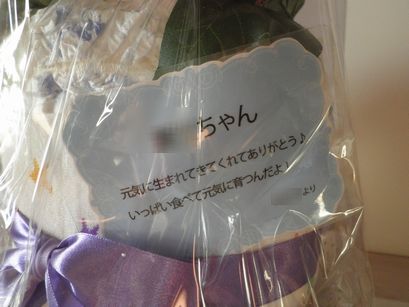 ちゃん
元気に生まれてきてくれてありがとう♪
いっぱい食べて元気に育つんだよ！
より